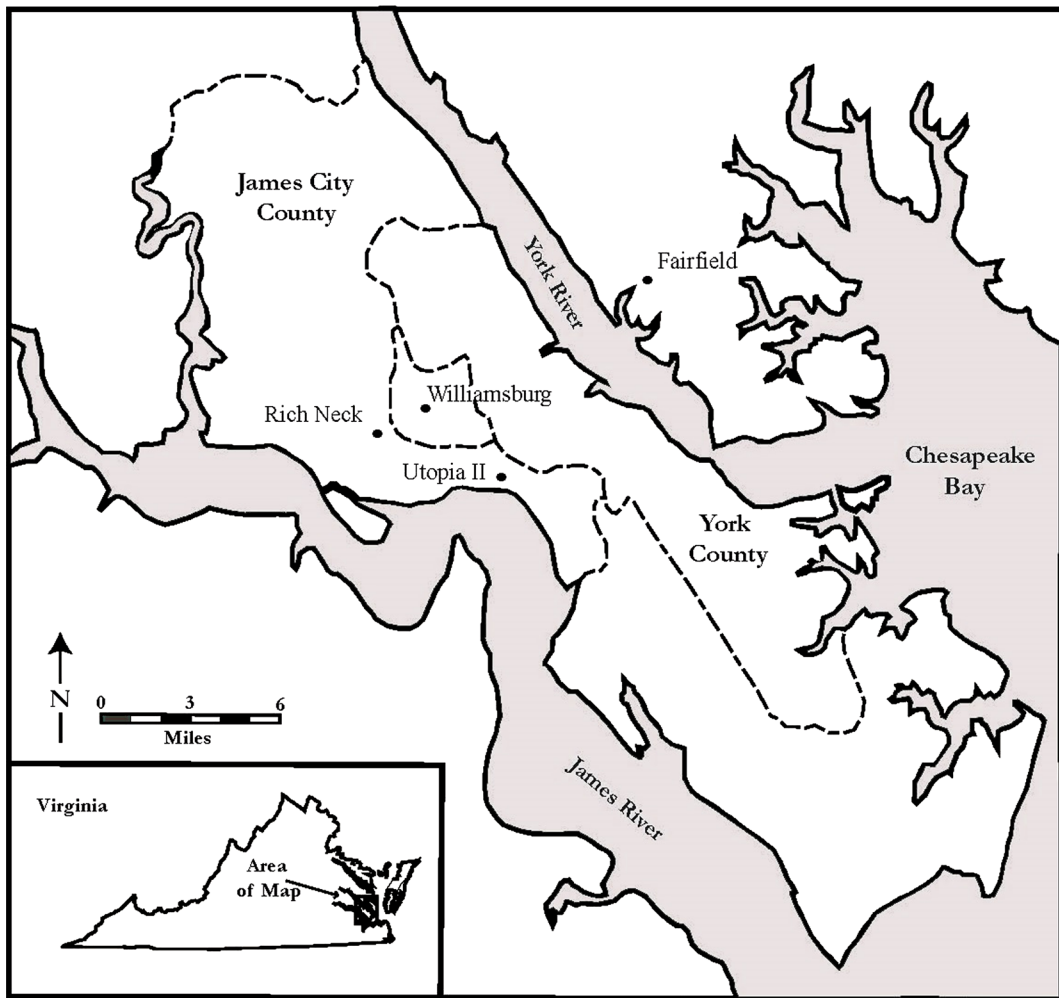 James City
County
York River
Fairfield
Williamsburg
Rich Neck
Utopia II
Chesapeake
Bay
York
County
N
0 3 6
Miles
James River
Virginia
Area
of Map